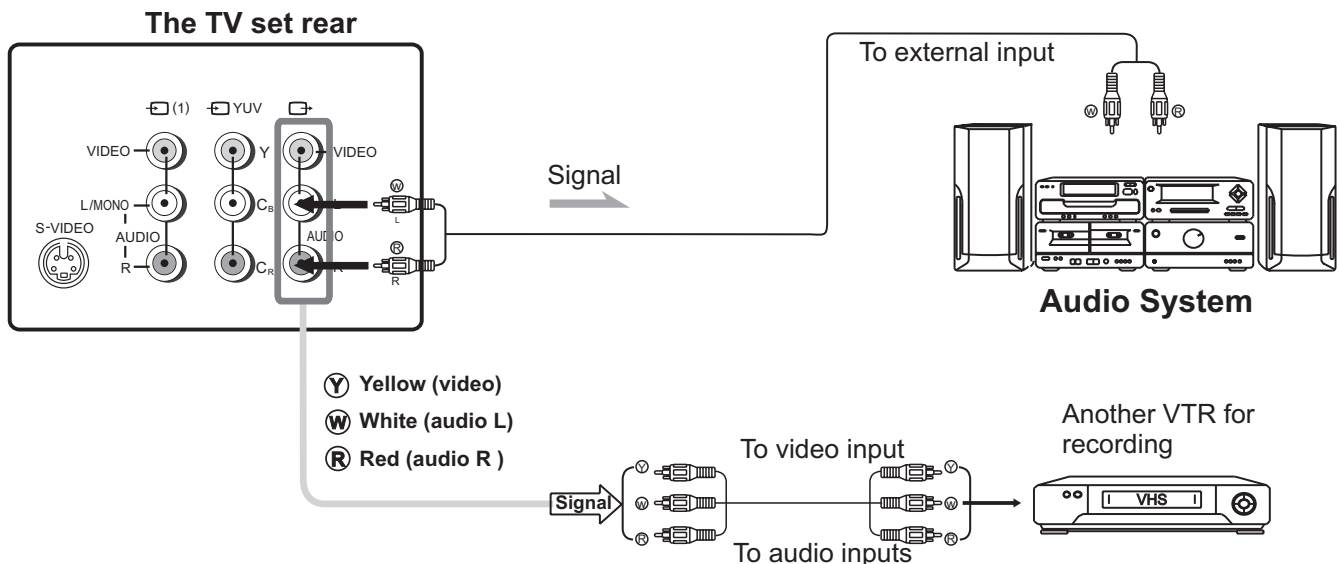 The TV set rear
(1)
YUV
VIDEO
Y
VIDEO
L/MONO
CB
L
AUDIO
AUDIO
R
CR
R
S-VIDEO
W
L
R
R
Signal
To external input
W
R
Audio System
Y Yellow (video)
W White (audio L)
R Red (audio R )
Signal
Y
W
R
To video input
To audio inputs
Y
W
R
Another VTR for
recording
VHS